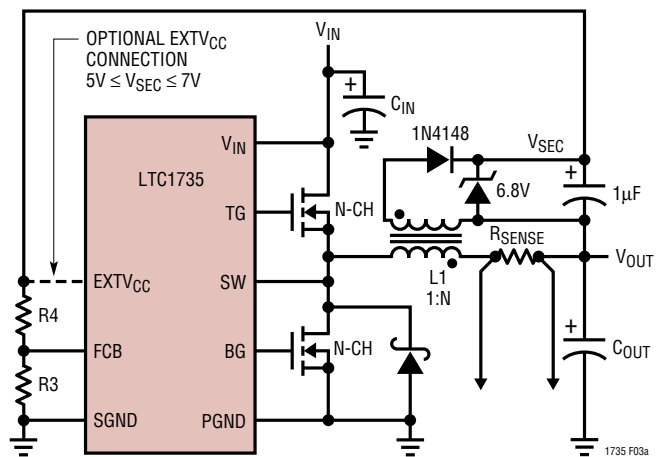 OPTIONAL EXTVCC
CONNECTION
5V ≤ VSEC ≤ 7V
VIN
+
CIN
LTC1735
VIN
TG
N-CH
1N4148
VSEC
6.8V
+
1µF
EXTVCC
SW
L1
1:N
RSENSE
VOUT
R4
FCB
BG
N-CH
+
COUT
R3
SGND
PGND
1735 F03a